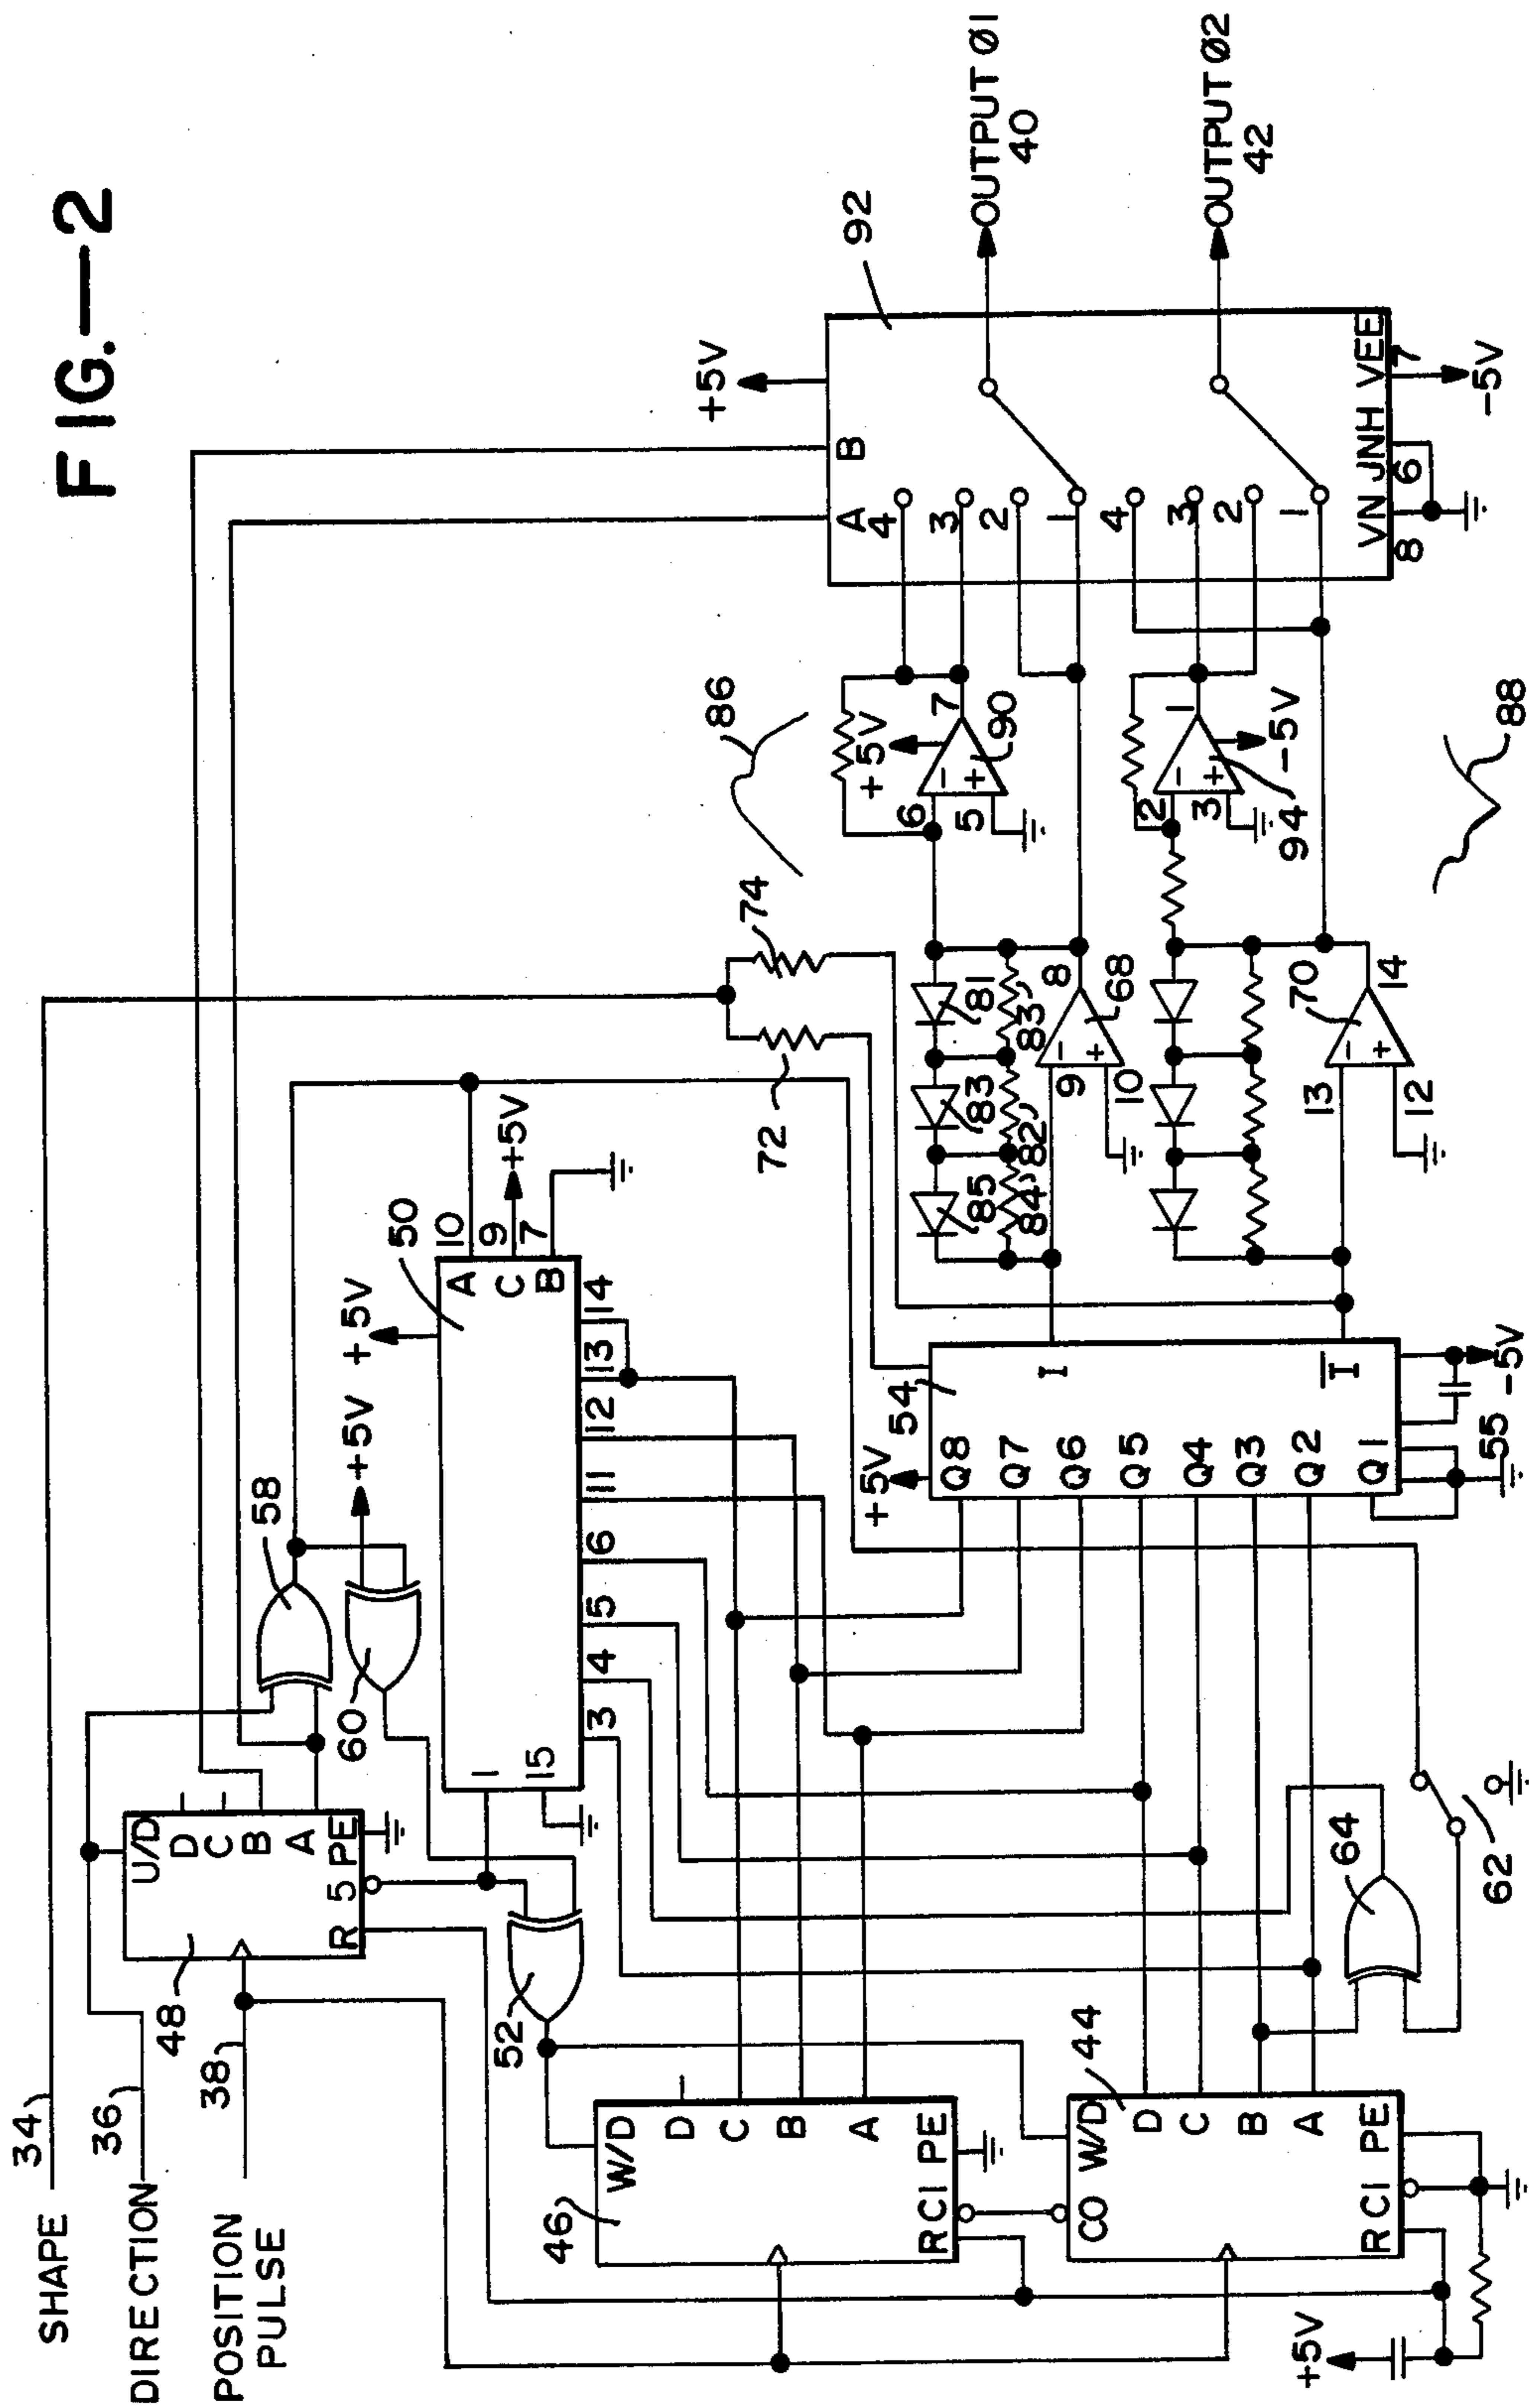 FIG.—2
SHAPE 34
DIRECTION 36
POSITION
PULSE
38
48
U/D
D
C
B
A
R 5 PE
58
60
+5V
+5V
50
A 10
C 9
B 7
+5V
1
15
3 4 5 6 11 12 13 14
52
46
W/D
D
C
B
A
R CI PE
44
CO W/D
D
C
B
A
R CI PE
+5V
64
62
+5V
54
Q8
Q7
Q6
Q5
Q4
Q3
Q2
Q1
I
I
55
-5V
72
74
85 83 81
84' 82' 83'
9
10
8
68
13
12
14
70
86
+5V
6
5
7
90
2
3
1
94
-5V
88
92
+5V
A B
4
3
2
1
4
3
2
1
VN JNH VEE
8 6 7
-5V
OUTPUT Ø1
40
OUTPUT Ø2
42